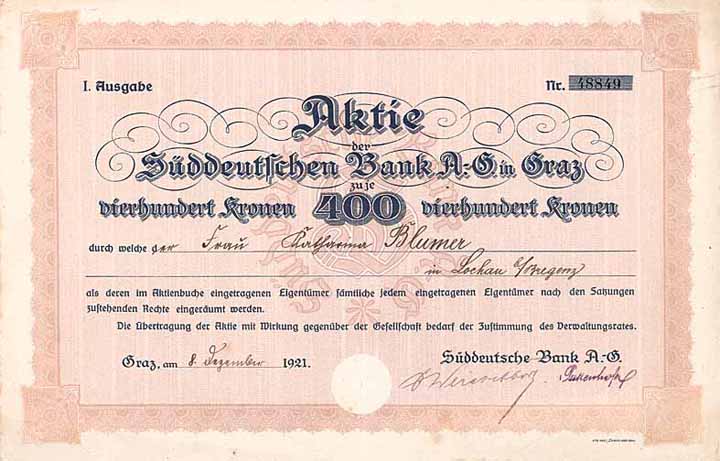 I. Ausgabe
Nr. 48849
Aktie
der
Süddeutschen Bank A.-G. in Graz
zu je
vierhundert Kronen 400 vierhundert Kronen
durch welche der Frau Katharina Blumer
in Lochau b/Bregenz
als deren im Aktienbuche eingetragenen Eigentümer sämtliche jedem eingetragenen Eigentümer nach den Satzungen
zustehenden Rechte eingeräumt werden.
Die Übertragung der Aktie mit Wirkung gegenüber der Gesellschaft bedarf der Zustimmung des Verwaltungsrates.
Graz, am 8. Dezember 1921.
Süddeutsche Bank A.-G.